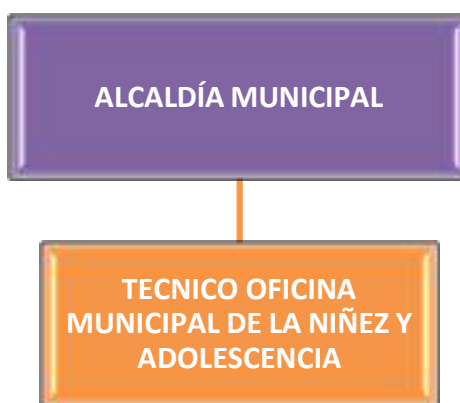 ALCALDÍA MUNICIPAL
TECNICO OFICINA
MUNICIPAL DE LA NIÑEZ Y
ADOLESCENCIA